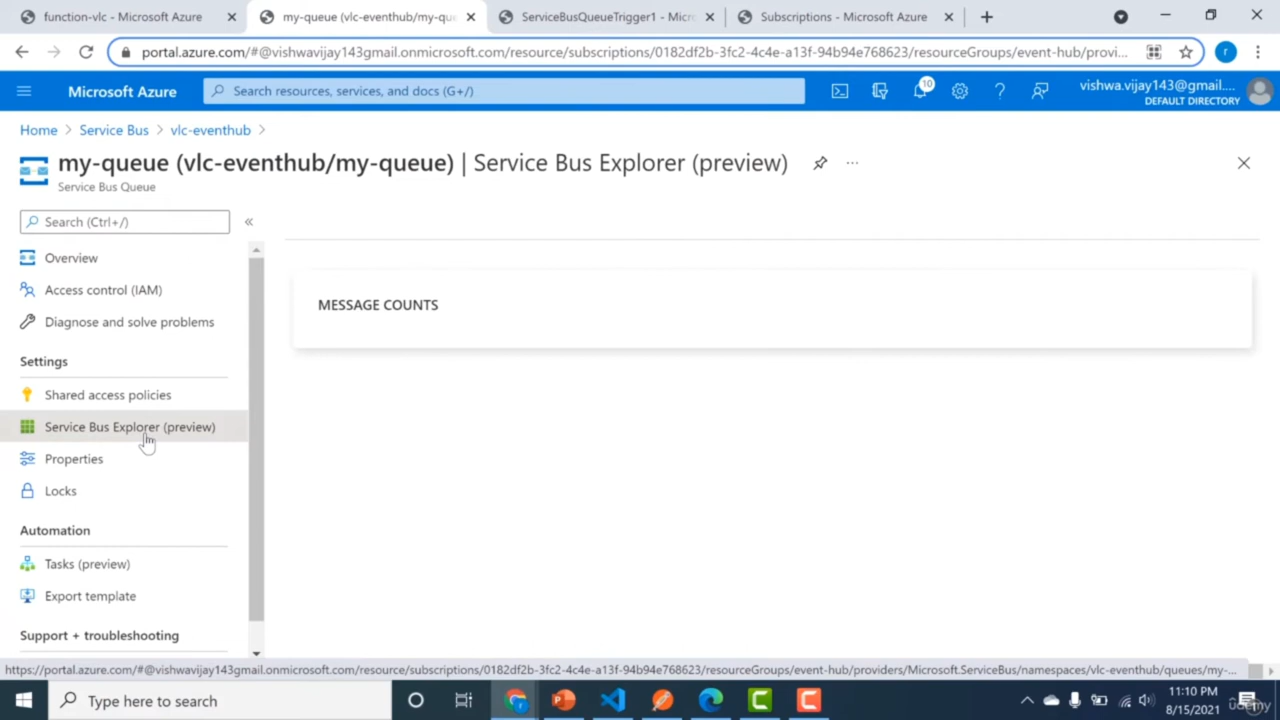 function-vlc - Microsoft Azure
my-queue (vlc-eventhub/my-qu
ServiceBusQueueTrigger1 - Micr
Subscriptions - Microsoft Azure
portal.azure.com/#@vishwavijay143gmail.onmicrosoft.com/resource/subscriptions/0182df2b-3fc2-4c4e-a13f-94b94e768623/resourceGroups/event-hub/provi...
r
Microsoft Azure
Search resources, services, and docs (G+/)
10
vishwa.vijay143@gmail....
DEFAULT DIRECTORY
Home > Service Bus > vlc-eventhub >
my-queue (vlc-eventhub/my-queue) | Service Bus Explorer (preview)
Service Bus Queue
Search (Ctrl+/)
Overview
Access control (IAM)
Diagnose and solve problems
Settings
Shared access policies
Service Bus Explorer (preview)
Properties
Locks
Automation
Tasks (preview)
Export template
Support + troubleshooting
MESSAGE COUNTS
https://portal.azure.com/#@vishwavijay143gmail.onmicrosoft.com/resource/subscriptions/0182df2b-3fc2-4c4e-a13f-94b94e768623/resourceGroups/event-hub/providers/Microsoft.ServiceBus/namespaces/vlc-eventhub/queues/my-...
Type here to search
11:10 PM
8/15/2021
udemy